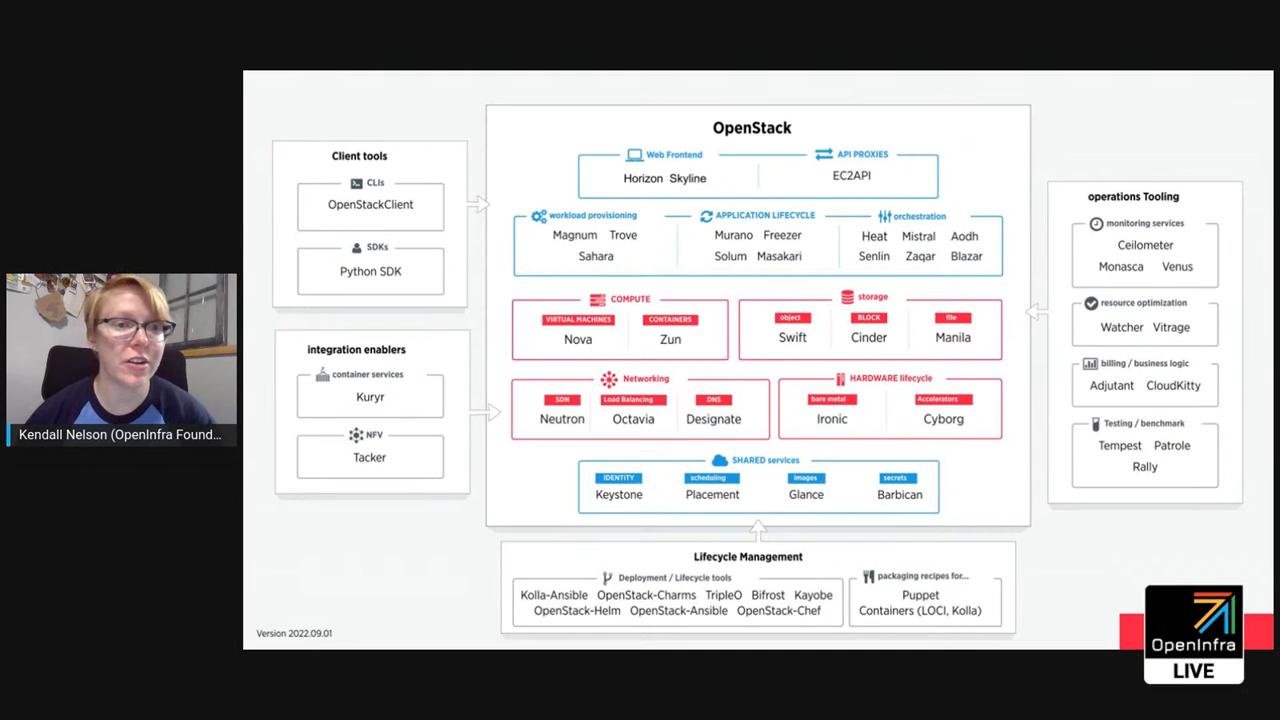 OpenStack
Web Frontend
API PROXIES
Horizon Skyline
EC2API
workload provisioning
APPLICATION LIFECYCLE
orchestration
Magnum Trove
Murano Freezer
Heat Mistral Aodh
Sahara
Solum Masakari
Senlin Zaqar Blazar
COMPUTE
storage
VIRTUAL MACHINES
CONTAINERS
object
BLOCK
file
Nova
Zun
Swift
Cinder
Manila
Networking
HARDWARE lifecycle
SDN
Load Balancing
DNS
bare metal
Accelerators
Neutron
Octavia
Designate
Ironic
Cyborg
SHARED services
IDENTITY
scheduling
images
secrets
Keystone
Placement
Glance
Barbican
Client tools
CLIs
OpenStackClient
SDKs
Python SDK
integration enablers
container services
Kuryr
NFV
Tacker
operations Tooling
monitoring services
Ceilometer
Monasca Venus
resource optimization
Watcher Vitrage
billing / business logic
Adjutant CloudKitty
Testing / benchmark
Tempest Patrole
Rally
Lifecycle Management
Deployment / Lifecycle tools
Kolla-Ansible OpenStack-Charms TripleO Bifrost Kayobe
OpenStack-Helm OpenStack-Ansible OpenStack-Chef
packaging recipes for...
Puppet
Containers (LOCI, Kolla)
Version 2022.09.01
Kendall Nelson (OpenInfra Found...
OpenInfra
LIVE